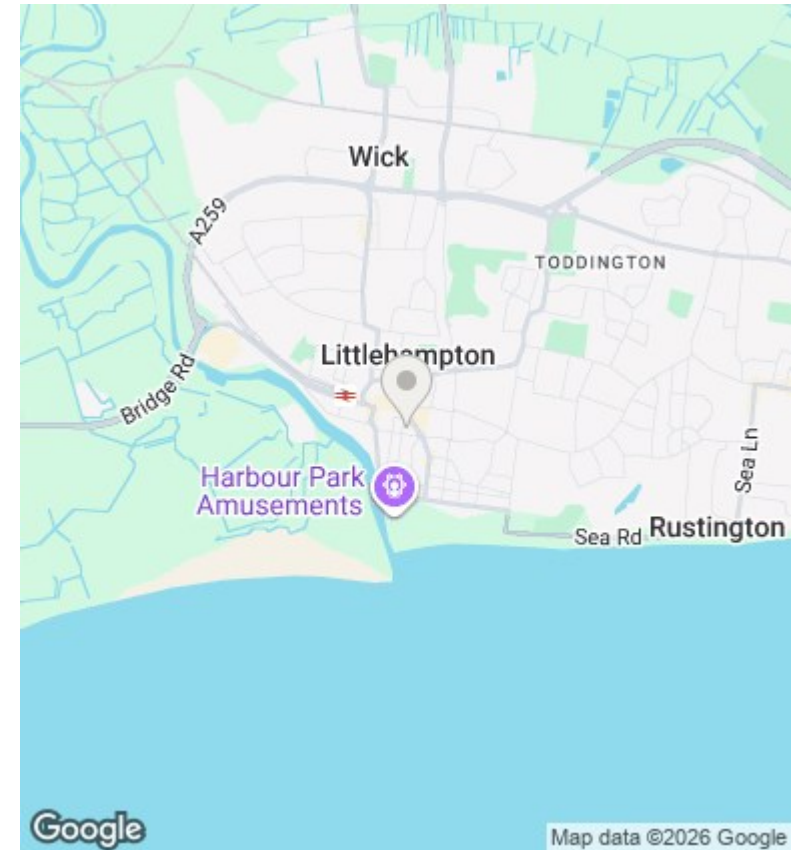 Wick
A259
TODDINGTON
Littlehampton
Bridge Rd
Harbour Park
Amusements
Sea Ln
Sea Rd
Rustington
Google
Map data ©2026 Google